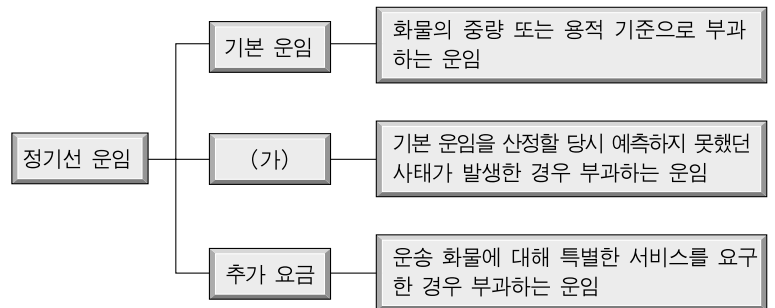 정기선 운임
기본 운임
화물의 중량 또는 용적 기준으로 부과
하는 운임
(가)
기본 운임을 산정할 당시 예측하지 못했던
사태가 발생한 경우 부과하는 운임
추가 요금
운송 화물에 대해 특별한 서비스를 요구
한 경우 부과하는 운임